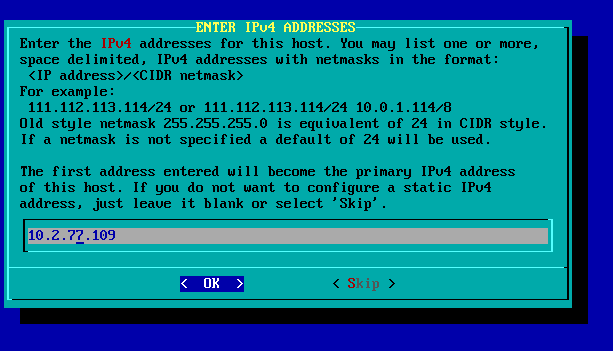 ENTER IPv4 ADDRESSES
Enter the IPv4 addresses for this host. You may list one or more,
space delimited, IPv4 addresses with netmasks in the format:
<IP address>/<CIDR netmask>
For example:
111.112.113.114/24 or 111.112.113.114/24 10.0.1.114/8
Old style netmask 255.255.255.0 is equivalent of 24 in CIDR style.
If a netmask is not specified a default of 24 will be used.
The first address entered will become the primary IPv4 address
of this host. If you do not want to configure a static IPv4
address, just leave it blank or select 'Skip'.
10.2.77.109
< OK > < Skip >